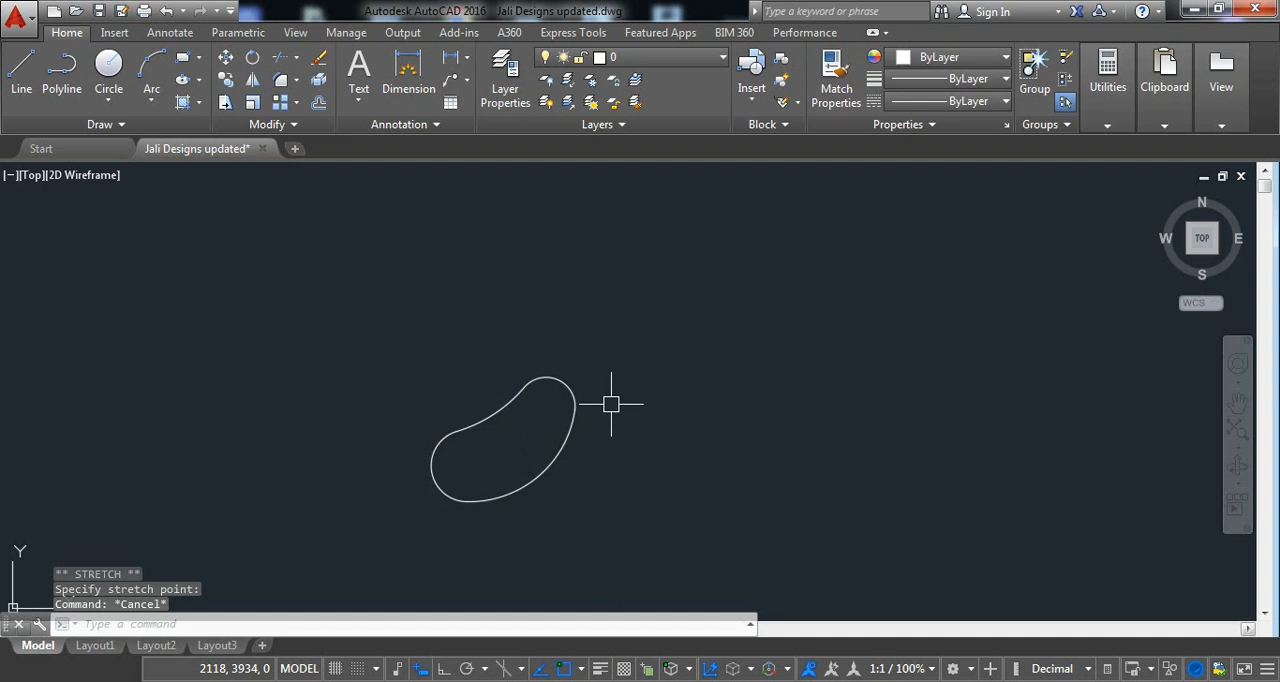 Autodesk AutoCAD 2016 Jali Designs updated.dwg
Type a keyword or phrase
Sign In
Home Insert Annotate Parametric View Manage Output Add-ins A360 Express Tools Featured Apps BIM 360 Performance
0
ByLayer
ByLayer
ByLayer
Line Polyline Circle Arc Text Dimension Layer Properties Insert Match Properties Group Utilities Clipboard View
Draw Modify Annotation Layers Block Properties Groups
Start Jali Designs updated*
[−][Top][2D Wireframe]
N
W TOP E
S
WCS
Y
** STRETCH **
Specify stretch point:
Command: *Cancel*
Type a command
Model Layout1 Layout2 Layout3
2118, 3934, 0 MODEL 1:1 / 100% Decimal